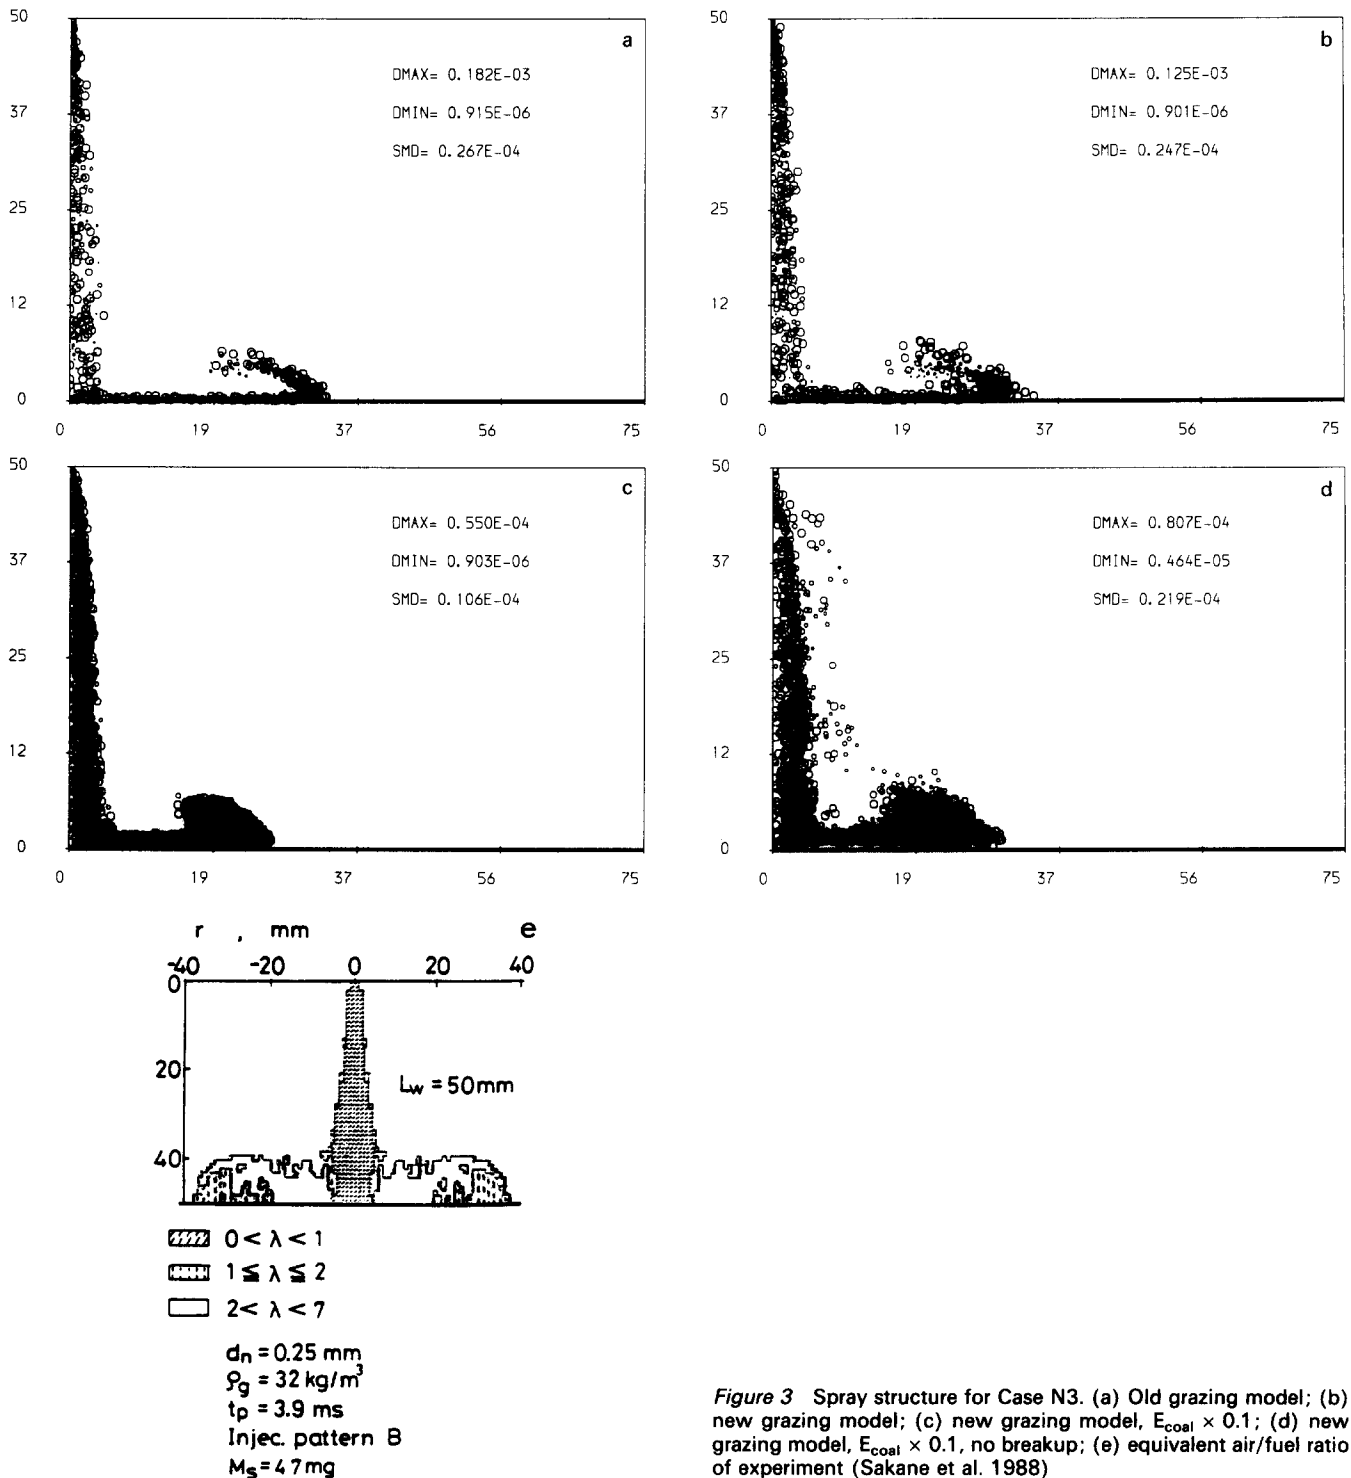 50
a
DMAX= 0.182E-03
37
DMIN= 0.915E-06
SMD= 0.267E-04
25
12
0
0 19 37 56 75
50
b
DMAX= 0.125E-03
37
DMIN= 0.901E-06
SMD= 0.247E-04
25
12
0
0 19 37 56 75
50
c
DMAX= 0.550E-04
37
DMIN= 0.903E-06
SMD= 0.106E-04
25
12
0
0 19 37 56 75
50
d
DMAX= 0.807E-04
37
DMIN= 0.464E-05
SMD= 0.219E-04
25
12
0
0 19 37 56 75
r , mm e
-40 -20 0 20 40
0
20
Lw = 50mm
40
0 < λ < 1
1 ≦ λ ≦ 2
2 < λ < 7
dn = 0.25 mm
ρg = 32 kg/m³
tp = 3.9 ms
Injec. pattern B
Ms = 4.7 mg
Figure 3 Spray structure for Case N3. (a) Old grazing model; (b)
new grazing model; (c) new grazing model, Ecoal × 0.1; (d) new
grazing model, Ecoal × 0.1, no breakup; (e) equivalent air/fuel ratio
of experiment (Sakane et al. 1988)